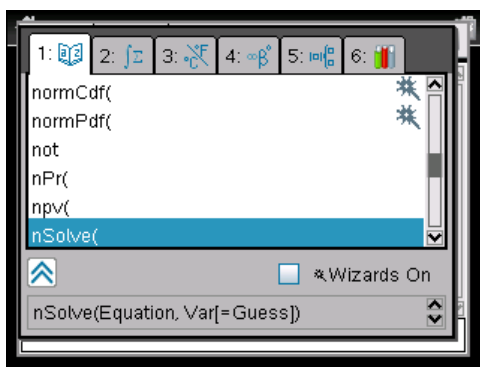 1: 2: ∫Σ 3: °C°F 4: ∞β° 5: 6:
normCdf(
normPdf(
not
nPr(
npv(
nSolve(
Wizards On
nSolve(Equation, Var[=Guess])